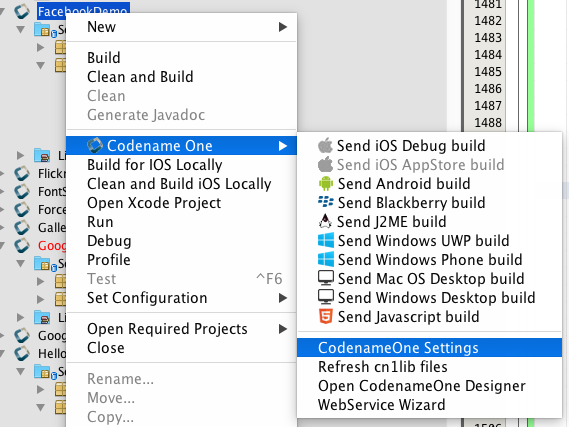 FacebookDemo
Flickr
FontS
Force
Galle
Goog
Se
Li
Goog
Hello
New
Build
Clean and Build
Clean
Generate Javadoc
Codename One
Build for IOS Locally
Clean and Build iOS Locally
Open Xcode Project
Run
Debug
Profile
Test ^F6
Set Configuration
Open Required Projects
Close
Rename...
Move...
Copy...
Send iOS Debug build
Send iOS AppStore build
Send Android build
Send Blackberry build
Send J2ME build
Send Windows UWP build
Send Windows Phone build
Send Mac OS Desktop build
Send Windows Desktop build
Send Javascript build
CodenameOne Settings
Refresh cn1lib files
Open CodenameOne Designer
WebService Wizard
1481
1482
1483
1484
1485
1486
1487
1488